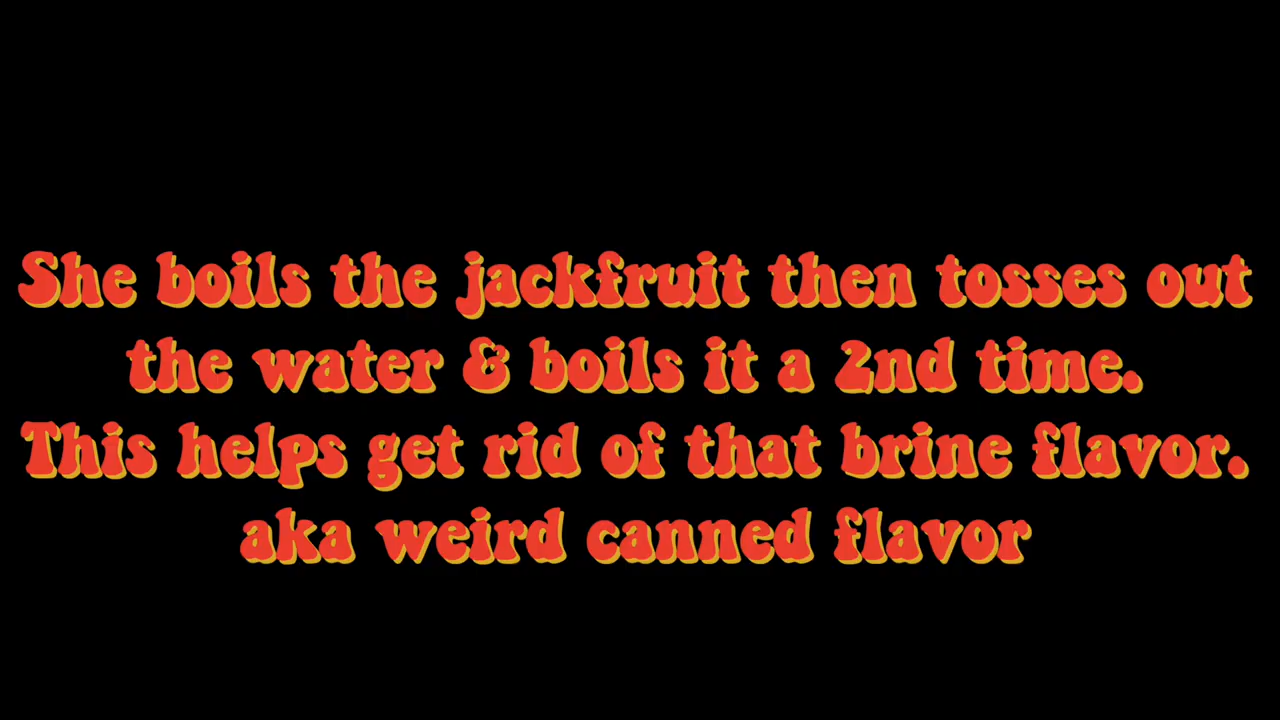 She boils the jackfruit then tosses out
the water & boils it a 2nd time.
This helps get rid of that brine flavor.
aka weird canned flavor